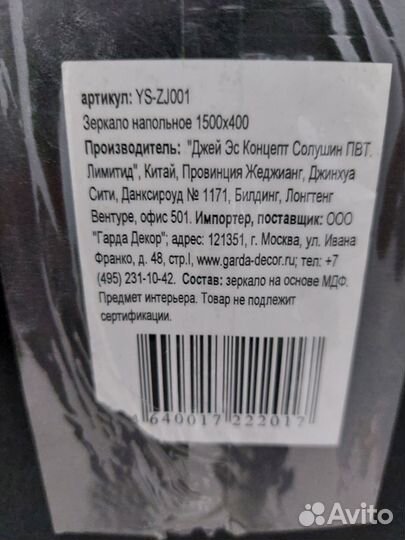 артикул: YS-ZJ001
Зеркало напольное 1500х400
Производитель: "Джей Эс Концепт Солушин ПВТ.
Лимитид", Китай, Провинция Жеджианг, Джинхуа
Сити, Данксироуд № 1171, Билдинг, Лонгтенг
Вентуре, офис 501. Импортер, поставщик: ООО
"Гарда Декор"; адрес: 121351, г. Москва, ул. Ивана
Франко, д. 48, стр.I, www.garda-decor.ru; тел: +7
(495) 231-10-42. Состав: зеркало на основе МДФ.
Предмет интерьера. Товар не подлежит
сертификации.
4 640017 222017
Avito